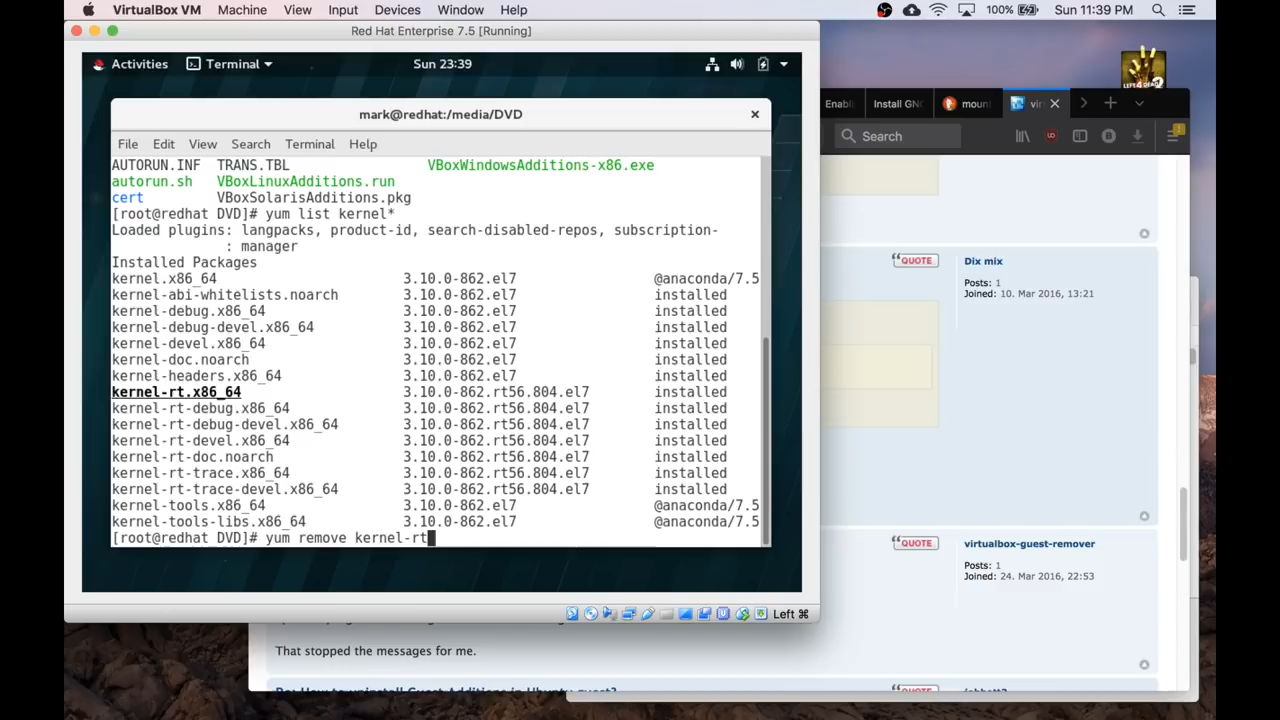 VirtualBox VM Machine View Input Devices Window Help 100% Sun 11:39 PM
Red Hat Enterprise 7.5 [Running]
Activities Terminal Sun 23:39
mark@redhat:/media/DVD
File Edit View Search Terminal Help
AUTORUN.INF TRANS.TBL VBoxWindowsAdditions-x86.exe
autorun.sh VBoxLinuxAdditions.run
cert VBoxSolarisAdditions.pkg
[root@redhat DVD]# yum list kernel*
Loaded plugins: langpacks, product-id, search-disabled-repos, subscription-
: manager
Installed Packages
kernel.x86_64 3.10.0-862.el7 @anaconda/7.5
kernel-abi-whitelists.noarch 3.10.0-862.el7 installed
kernel-debug.x86_64 3.10.0-862.el7 installed
kernel-debug-devel.x86_64 3.10.0-862.el7 installed
kernel-devel.x86_64 3.10.0-862.el7 installed
kernel-doc.noarch 3.10.0-862.el7 installed
kernel-headers.x86_64 3.10.0-862.el7 installed
kernel-rt.x86_64 3.10.0-862.rt56.804.el7 installed
kernel-rt-debug.x86_64 3.10.0-862.rt56.804.el7 installed
kernel-rt-debug-devel.x86_64 3.10.0-862.rt56.804.el7 installed
kernel-rt-devel.x86_64 3.10.0-862.rt56.804.el7 installed
kernel-rt-doc.noarch 3.10.0-862.rt56.804.el7 installed
kernel-rt-trace.x86_64 3.10.0-862.rt56.804.el7 installed
kernel-rt-trace-devel.x86_64 3.10.0-862.rt56.804.el7 installed
kernel-tools.x86_64 3.10.0-862.el7 @anaconda/7.5
kernel-tools-libs.x86_64 3.10.0-862.el7 @anaconda/7.5
[root@redhat DVD]# yum remove kernel-rt
Left ⌘
LEFT 4 DEAD 2
Enabli Install GN moun vir
Search
QUOTE Dix mix
Posts: 1
Joined: 10. Mar 2016, 13:21
QUOTE virtualbox-guest-remover
Posts: 1
Joined: 24. Mar 2016, 22:53
That stopped the messages for me.